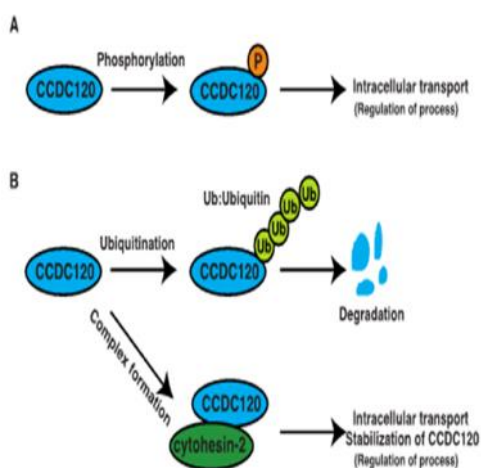 A
Phosphorylation
P
CCDC120
CCDC120
Intracellular transport
(Regulation of process)
B
Ub:Ubiquitin
Ub
Ub
Ub
Ub
Ubiquitination
CCDC120
CCDC120
Degradation
Complex formation
CCDC120
cytohesin-2
Intracellular transport
Stabilization of CCDC120
(Regulation of process)